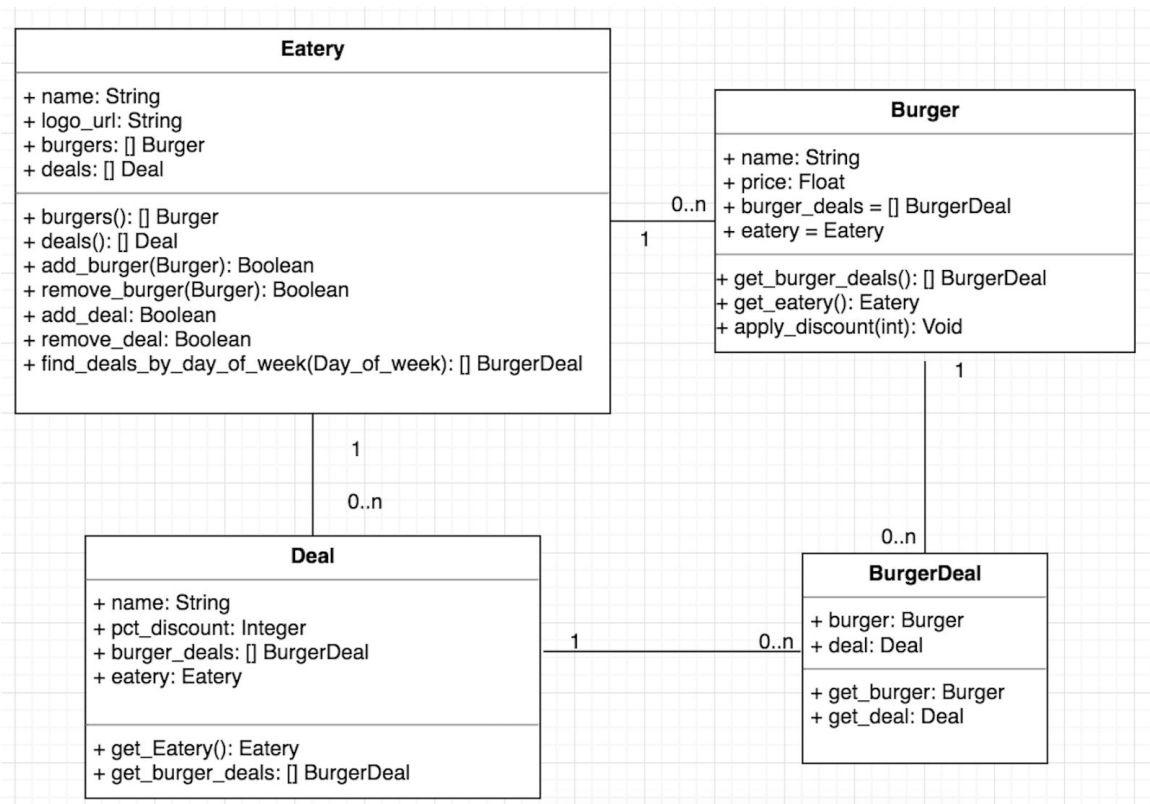 Eatery
+ name: String
+ logo_url: String
+ burgers: [] Burger
+ deals: [] Deal
+ burgers(): [] Burger
+ deals(): [] Deal
+ add_burger(Burger): Boolean
+ remove_burger(Burger): Boolean
+ add_deal: Boolean
+ remove_deal: Boolean
+ find_deals_by_day_of_week(Day_of_week): [] BurgerDeal
0..n
1
Burger
+ name: String
+ price: Float
+ burger_deals = [] BurgerDeal
+ eatery = Eatery
+ get_burger_deals(): [] BurgerDeal
+ get_eatery(): Eatery
+ apply_discount(int): Void
1
0..n
1
0..n
Deal
+ name: String
+ pct_discount: Integer
+ burger_deals: [] BurgerDeal
+ eatery: Eatery
+ get_Eatery(): Eatery
+ get_burger_deals: [] BurgerDeal
1
0..n
BurgerDeal
+ burger: Burger
+ deal: Deal
+ get_burger: Burger
+ get_deal: Deal